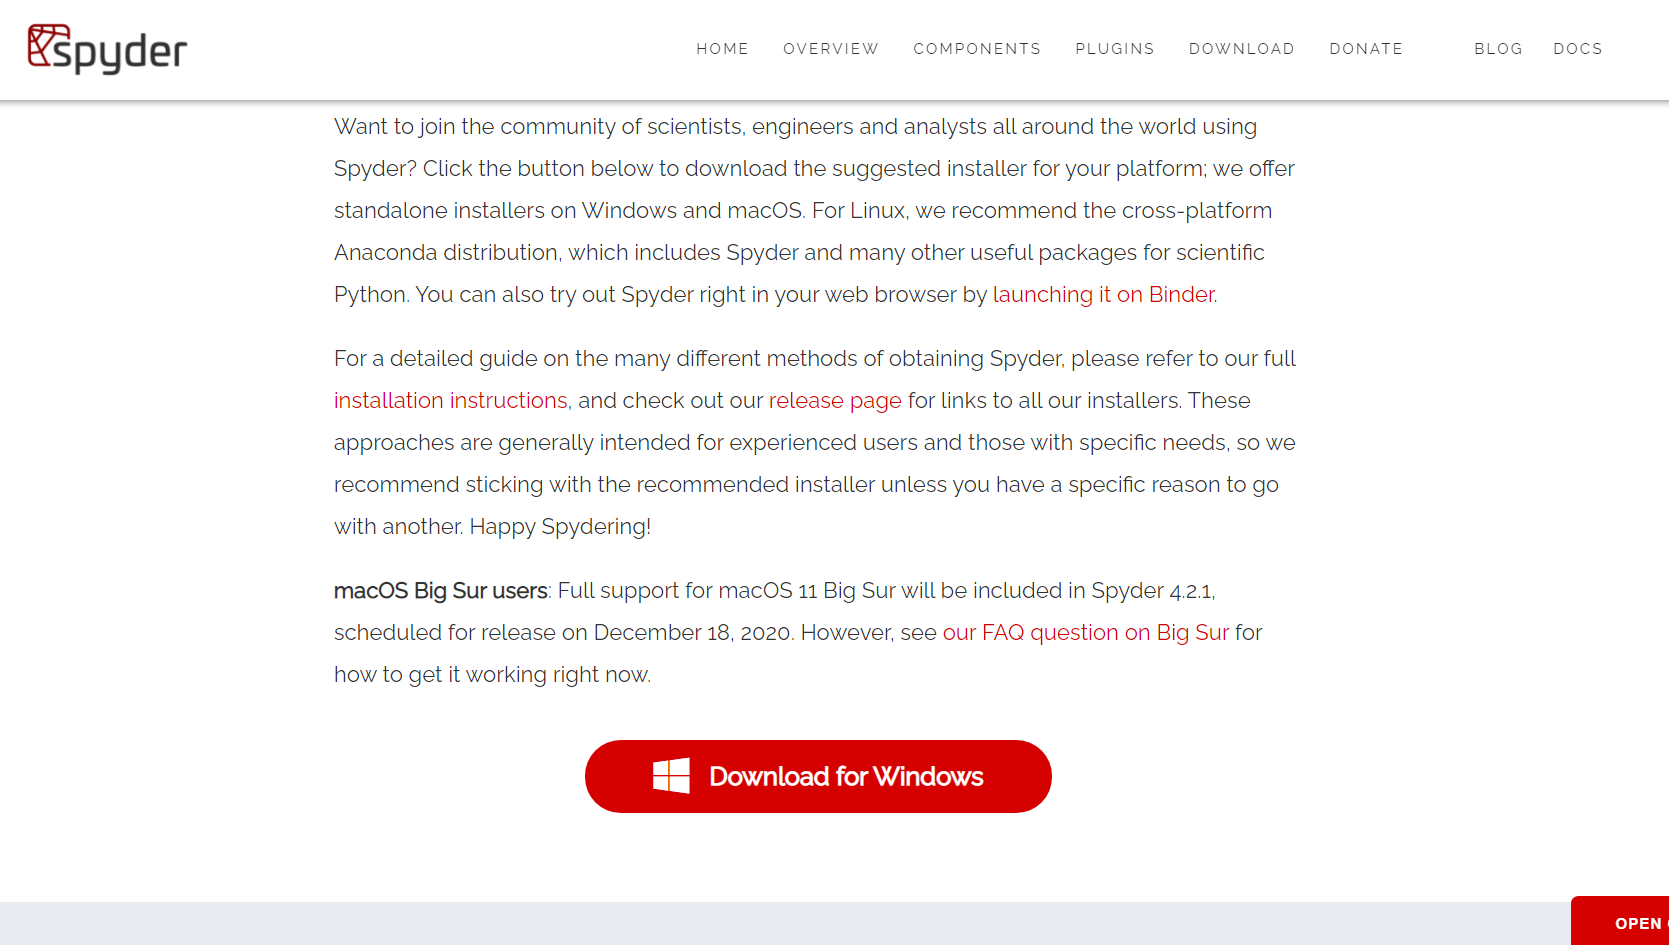 spyder
HOME OVERVIEW COMPONENTS PLUGINS DOWNLOAD DONATE BLOG DOCS
Want to join the community of scientists, engineers and analysts all around the world using
Spyder? Click the button below to download the suggested installer for your platform; we offer
standalone installers on Windows and macOS. For Linux, we recommend the cross-platform
Anaconda distribution, which includes Spyder and many other useful packages for scientific
Python. You can also try out Spyder right in your web browser by launching it on Binder.
For a detailed guide on the many different methods of obtaining Spyder, please refer to our full
installation instructions, and check out our release page for links to all our installers. These
approaches are generally intended for experienced users and those with specific needs, so we
recommend sticking with the recommended installer unless you have a specific reason to go
with another. Happy Spydering!
macOS Big Sur users: Full support for macOS 11 Big Sur will be included in Spyder 4.2.1,
scheduled for release on December 18, 2020. However, see our FAQ question on Big Sur for
how to get it working right now.
Download for Windows
OPEN